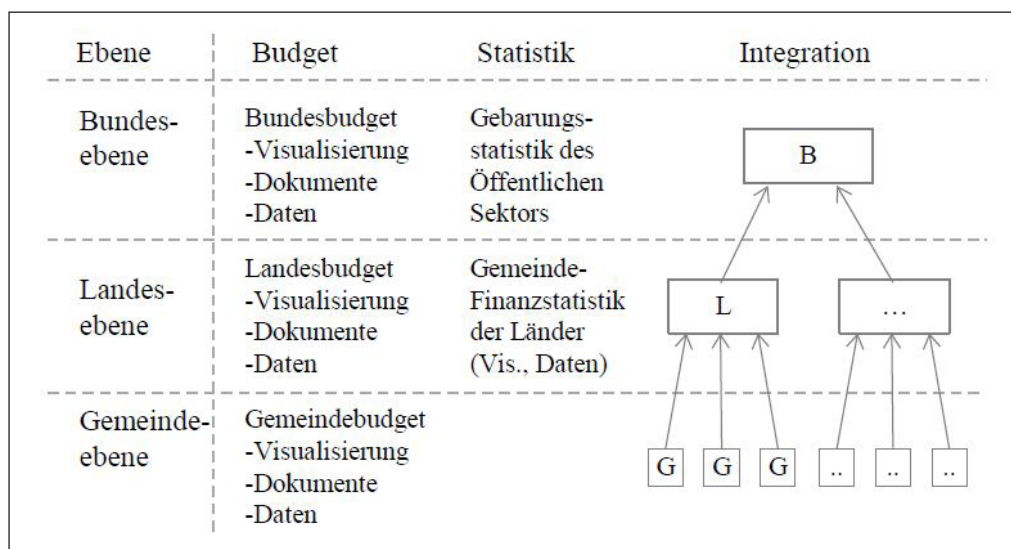 Ebene Budget Statistik Integration
Bundes-
ebene
Bundesbudget
-Visualisierung
-Dokumente
-Daten
Gebarungs-
statistik des
Öffentlichen
Sektors
B
Landes-
ebene
Landesbudget
-Visualisierung
-Dokumente
-Daten
Gemeinde-
Finanzstatistik
der Länder
(Vis., Daten)
L ...
Gemeinde-
ebene
Gemeindebudget
-Visualisierung
-Dokumente
-Daten
G G G .. .. ..